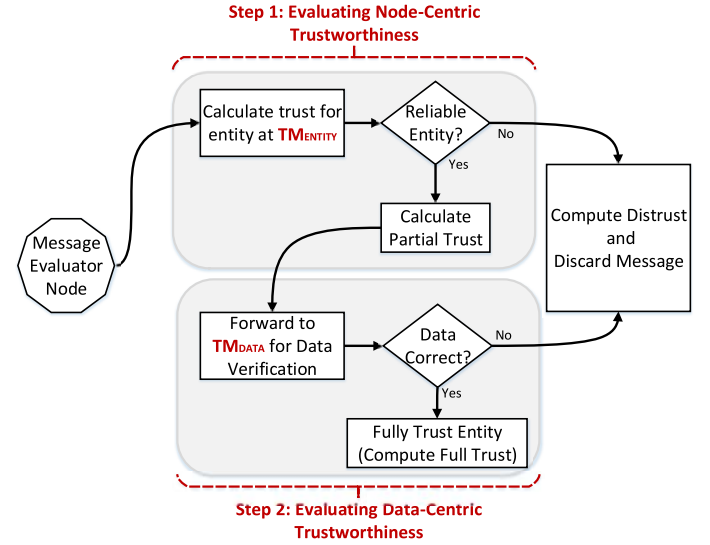 Step 1: Evaluating Node-Centric
Trustworthiness
Calculate trust for
entity at TMENTITY
Reliable
Entity?
No
Yes
Calculate
Partial Trust
Compute Distrust
and
Discard Message
Message
Evaluator
Node
Forward to
TMDATA for Data
Verification
Data
Correct?
No
Yes
Fully Trust Entity
(Compute Full Trust)
Step 2: Evaluating Data-Centric
Trustworthiness